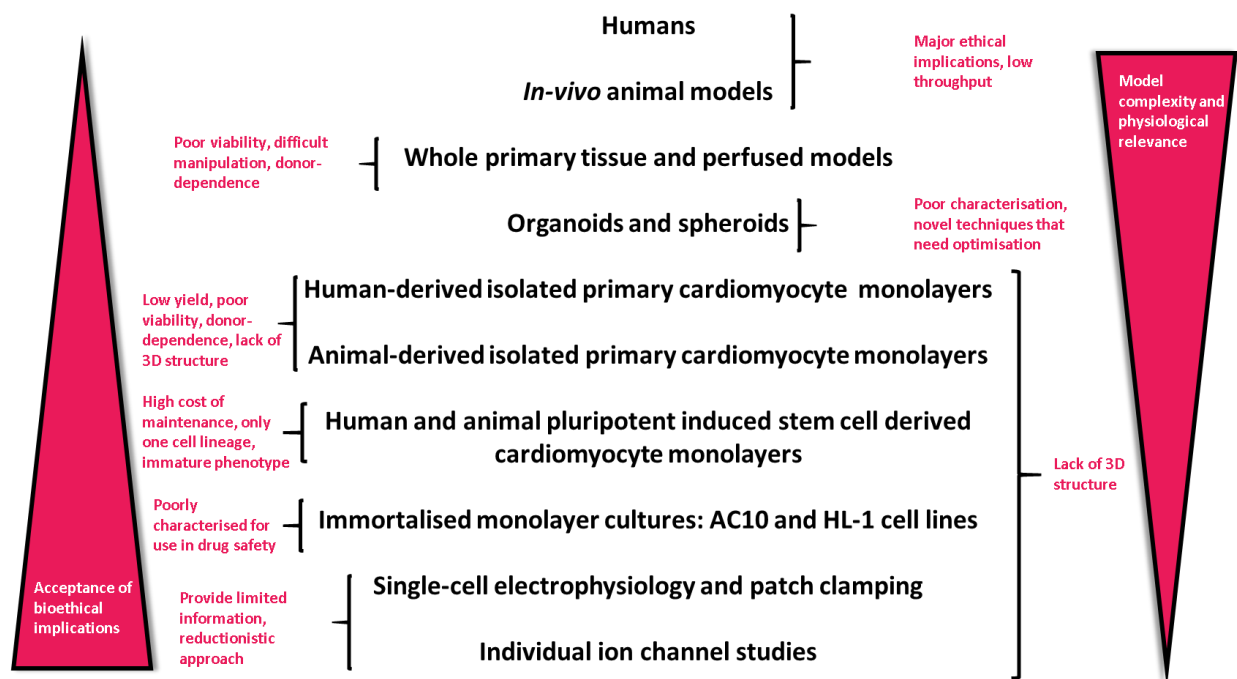 Humans
Major ethical
implications, low
throughput
In-vivo animal models
Model
complexity and
physiological
relevance
Poor viability, difficult
manipulation, donor-
dependence
Whole primary tissue and perfused models
Organoids and spheroids
Poor characterisation,
novel techniques that
need optimisation
Low yield, poor
viability, donor-
dependence, lack of
3D structure
Human-derived isolated primary cardiomyocyte monolayers
Animal-derived isolated primary cardiomyocyte monolayers
High cost of
maintenance, only
one cell lineage,
immature phenotype
Human and animal pluripotent induced stem cell derived
cardiomyocyte monolayers
Lack of 3D
structure
Poorly
characterised for
use in drug safety
Immortalised monolayer cultures: AC10 and HL-1 cell lines
Acceptance of
bioethical
implications
Provide limited
information,
reductionistic
approach
Single-cell electrophysiology and patch clamping
Individual ion channel studies